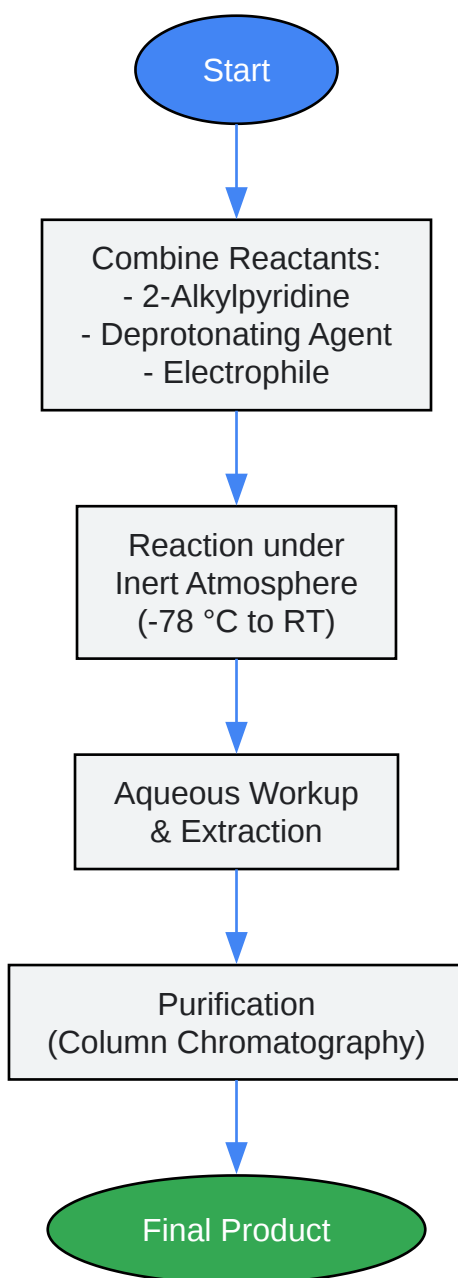 Start
Combine Reactants:
- 2-Alkylpyridine
- Deprotonating Agent
- Electrophile
Reaction under
Inert Atmosphere
(-78 °C to RT)
Aqueous Workup
& Extraction
Purification
(Column Chromatography)
Final Product